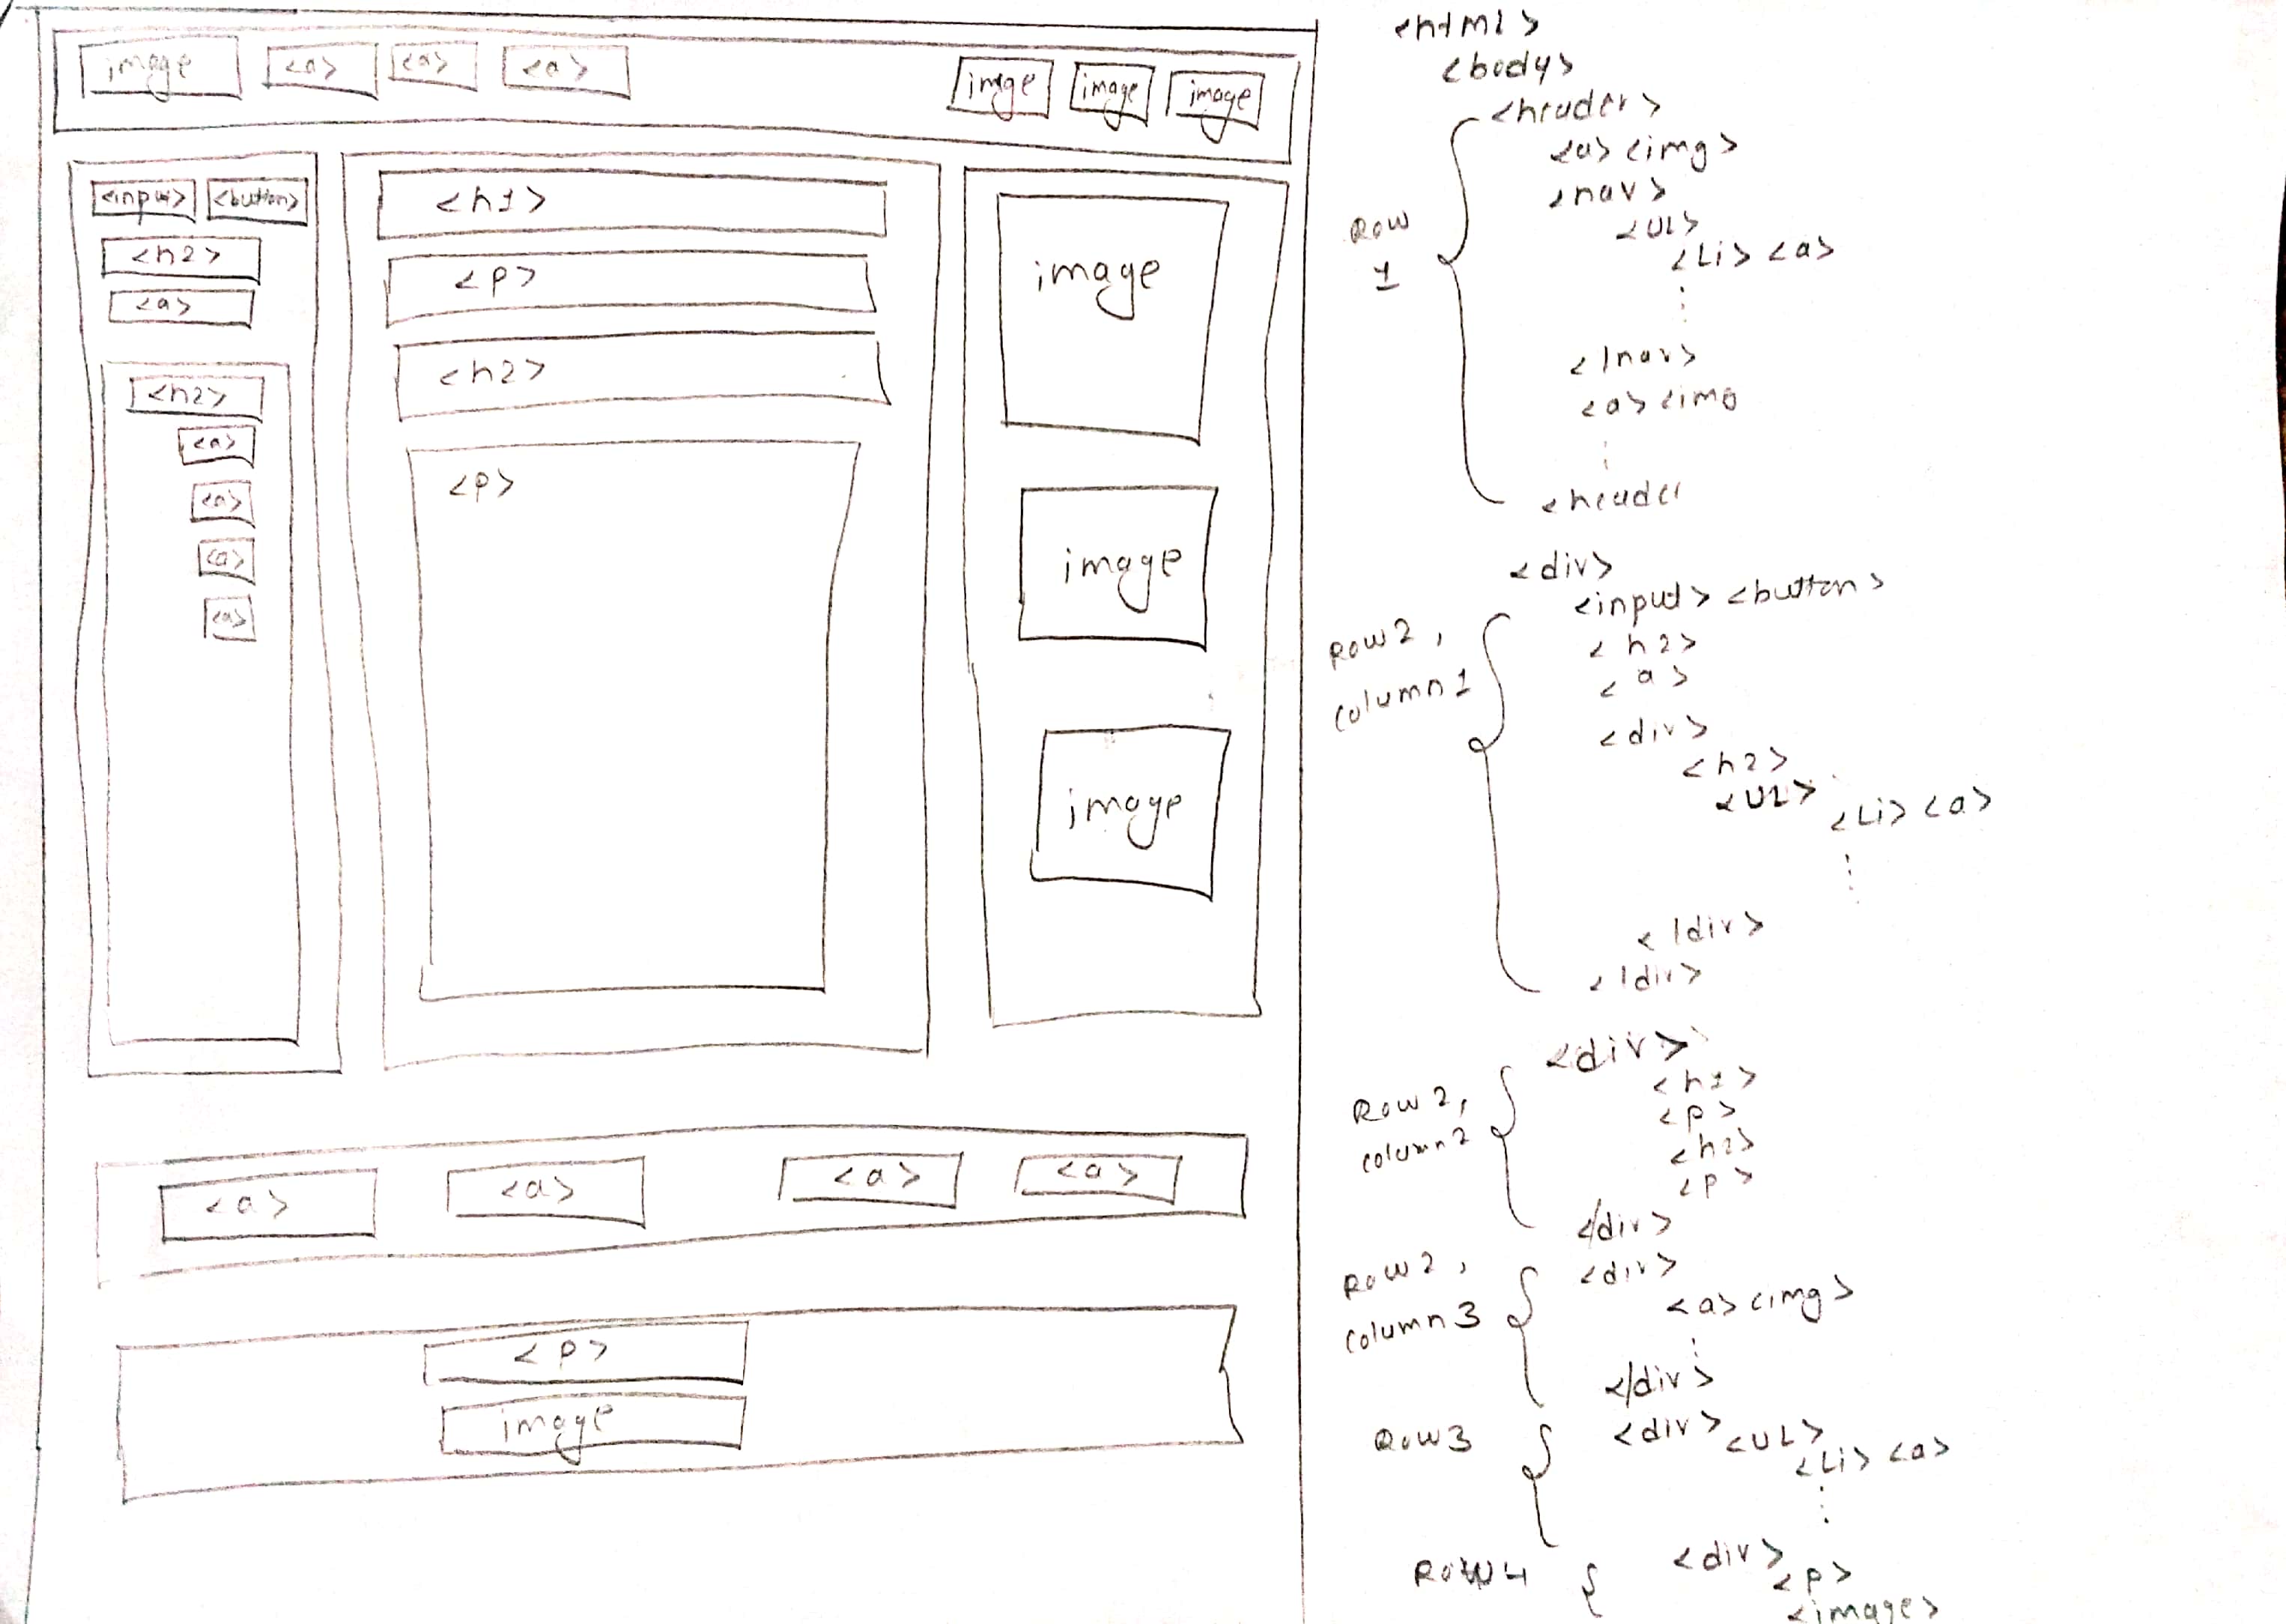 image <a> <a> <a> image image image
<input> <button>
<h2>
<a>
<h2>
<a>
<a>
<a>
<a>
<h1>
<p>
<h2>
<p>
image
image
image
<a> <a> <a> <a>
<p>
image
<html>
<body>
<header>
<a> <img>
<nav>
<UL>
<Li> <a>
</nav>
<a> <img
<header
Row
1
<div>
<input> <button>
<h2>
<a>
<div>
<h2>
<UL>
<Li> <a>
</div>
</div>
Row 2,
column 1
<div>
<h1>
<p>
<h2>
<p>
</div>
Row 2,
column 2
<div>
<a> <img>
</div>
Row 2,
column 3
Row 3
<div> <UL>
<Li> <a>
Row 4
<div>
<p>
<image>